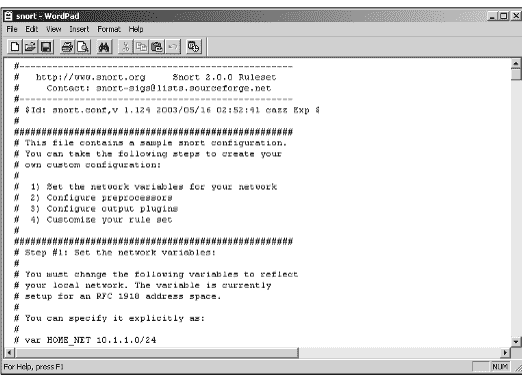 snort - WordPad
File Edit View Insert Format Help
#---------------------------------------------------
#   http://www.snort.org     Snort 2.0.0 Ruleset
#     Contact: snort-sigs@lists.sourceforge.net
#---------------------------------------------------
# $Id: snort.conf,v 1.124 2003/05/16 02:52:41 cazz Exp $
#
###################################################
# This file contains a sample snort configuration.
# You can take the following steps to create your
# own custom configuration:
#
#  1) Set the network variables for your network
#  2) Configure preprocessors
#  3) Configure output plugins
#  4) Customize your rule set
#
###################################################
# Step #1: Set the network variables:
#
# You must change the following variables to reflect
# your local network. The variable is currently
# setup for an RFC 1918 address space.
#
# You can specify it explicitly as:
#
# var HOME_NET 10.1.1.0/24
For Help, press F1
NUM